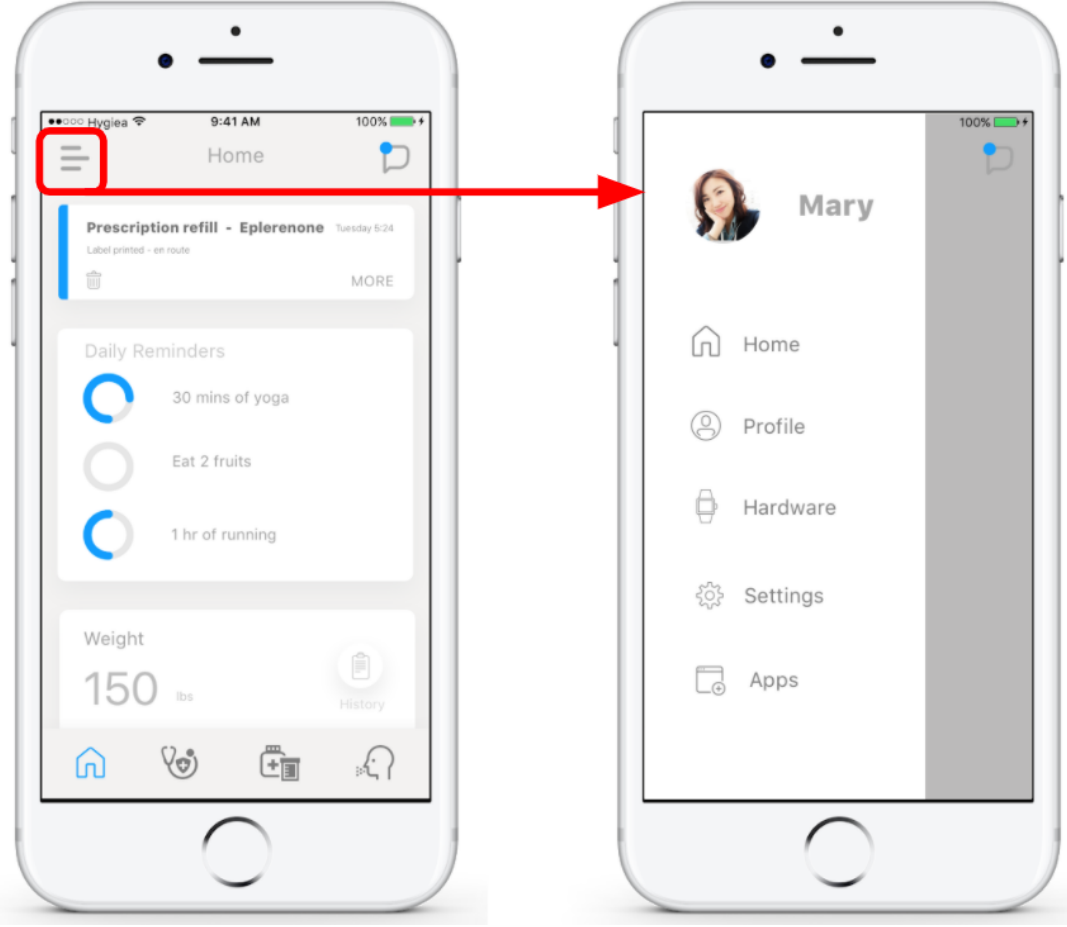 Hygiea 9:41 AM 100%
Home
Prescription refill - Eplerenone Tuesday 5:24
Label printed - en route
MORE
Daily Reminders
30 mins of yoga
Eat 2 fruits
1 hr of running
Weight
150 lbs
History
100%
Mary
Home
Profile
Hardware
Settings
Apps